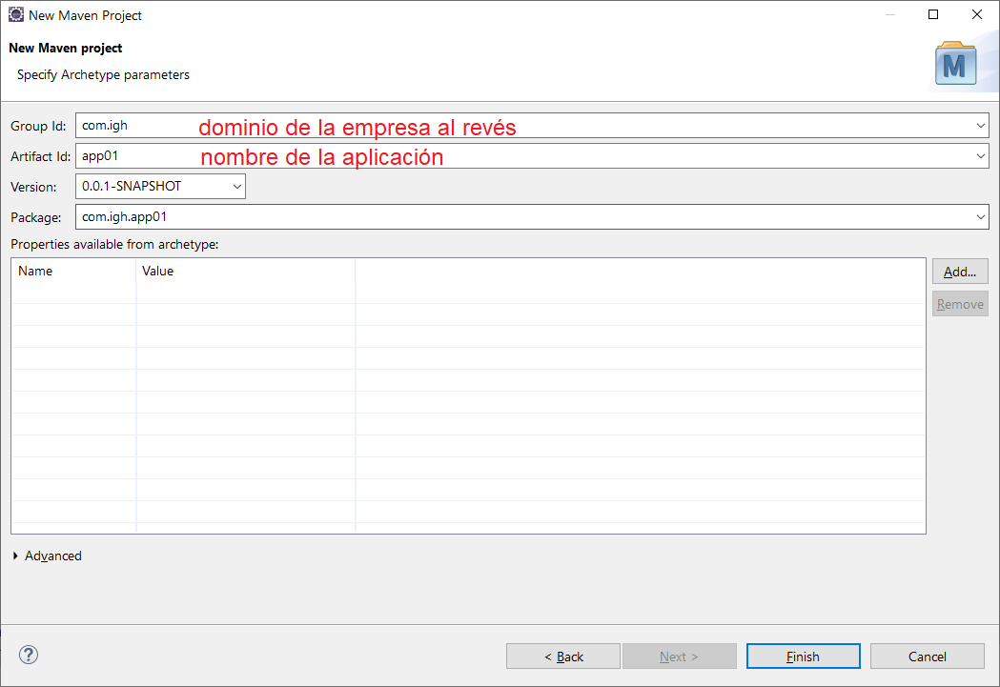 New Maven Project
New Maven project
Specify Archetype parameters
Group Id: com.igh dominio de la empresa al revés
Artifact Id: app01 nombre de la aplicación
Version: 0.0.1-SNAPSHOT
Package: com.igh.app01
Properties available from archetype:
Name Value
Add...
Remove
Advanced
? < Back Next > Finish Cancel